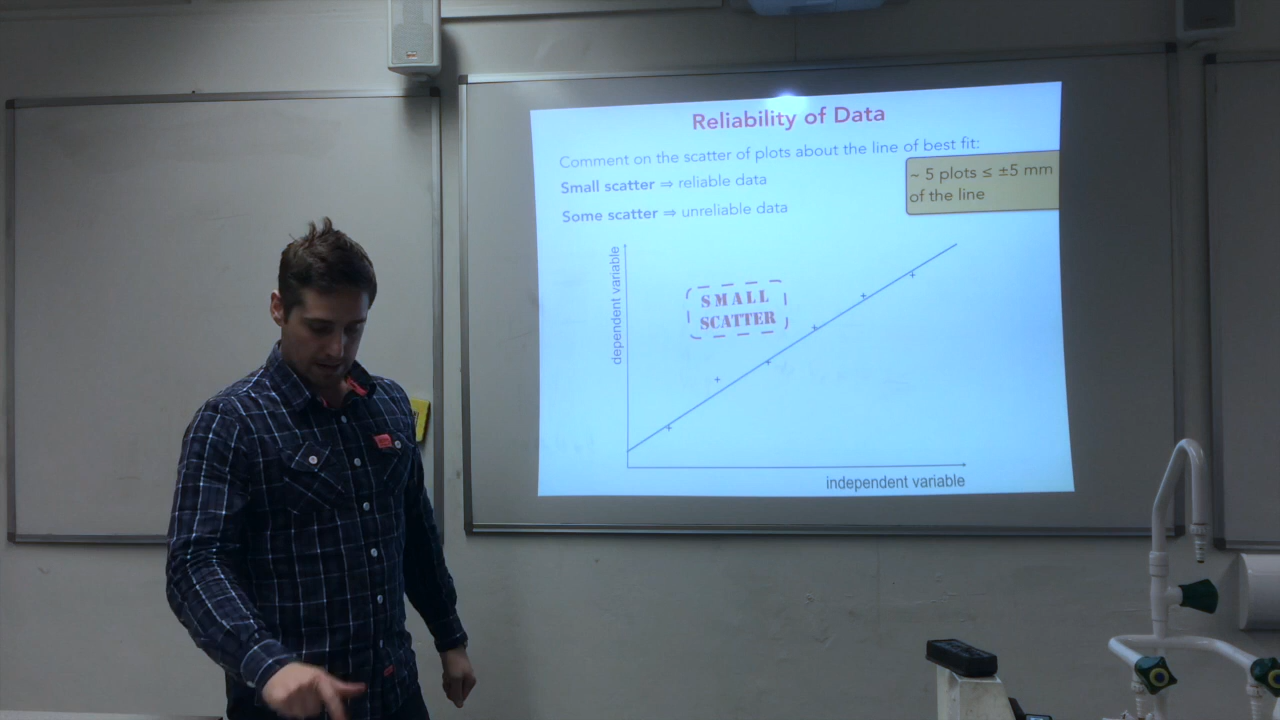 Reliability of Data
Comment on the scatter of plots about the line of best fit:
Small scatter ⇒ reliable data
Some scatter ⇒ unreliable data
~ 5 plots ≤ ±5 mm
of the line
dependent variable
SMALL
SCATTER
independent variable